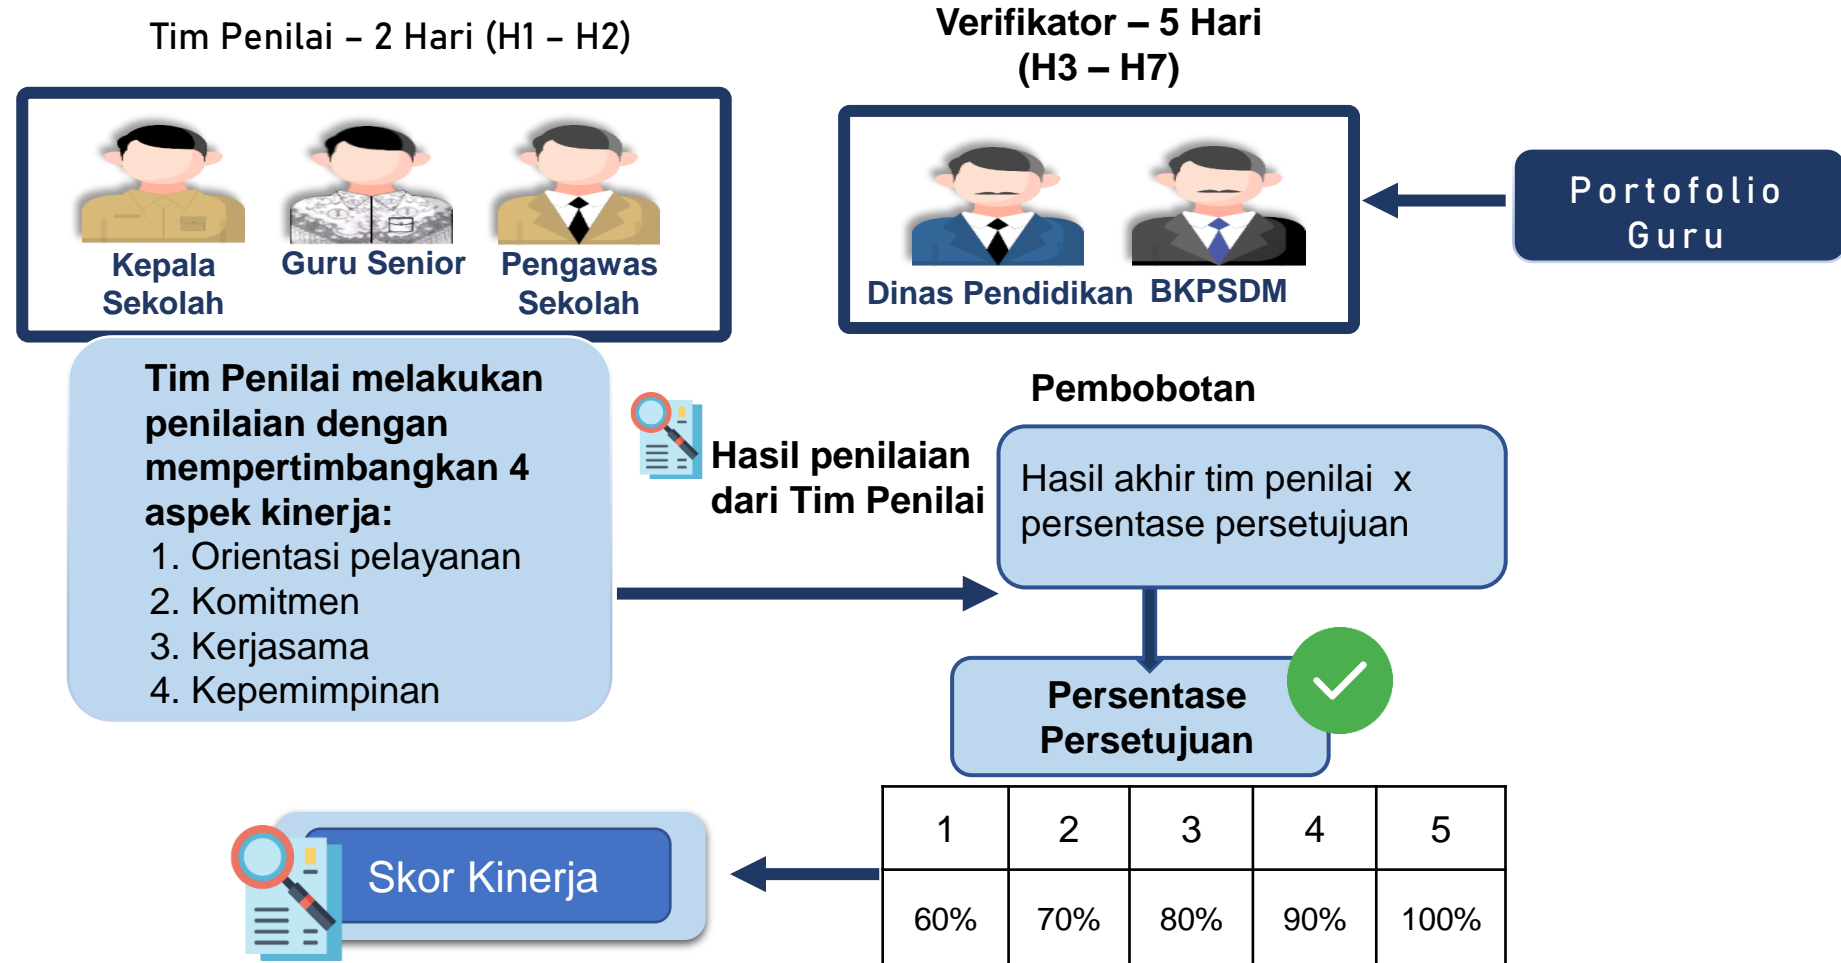 Tim Penilai – 2 Hari (H1 – H2)
Verifikator – 5 Hari
(H3 – H7)
Kepala
Sekolah
Guru Senior
Pengawas
Sekolah
Dinas Pendidikan
BKPSDM
Portofolio
Guru
Tim Penilai melakukan
penilaian dengan
mempertimbangkan 4
aspek kinerja:
1. Orientasi pelayanan
2. Komitmen
3. Kerjasama
4. Kepemimpinan
Hasil penilaian
dari Tim Penilai
Pembobotan
Hasil akhir tim penilai x
persentase persetujuan
Persentase
Persetujuan
1 2 3 4 5
60% 70% 80% 90% 100%
Skor Kinerja